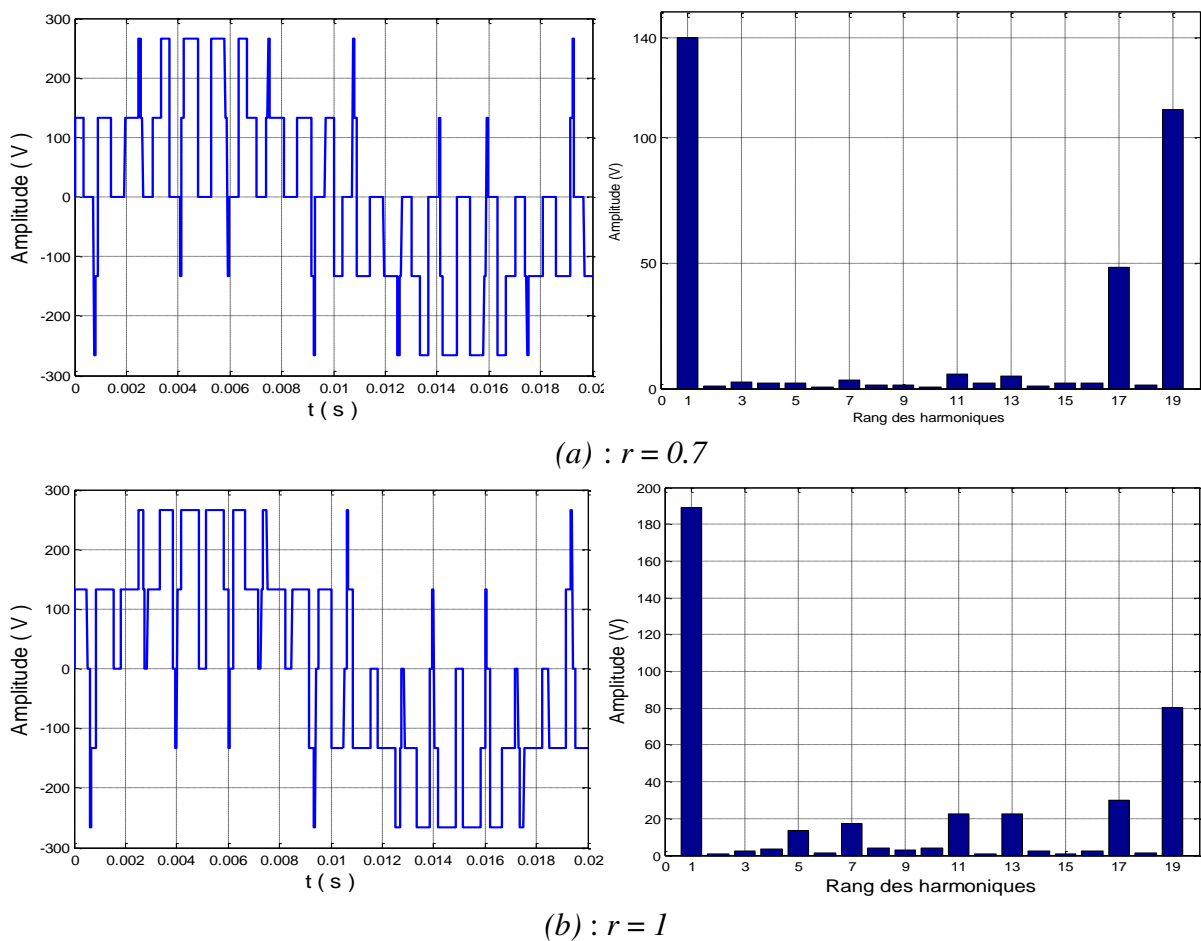 300
200
100
0
-100
-200
-300
Amplitude ( V )
0 0.002 0.004 0.006 0.008 0.01 0.012 0.014 0.016 0.018 0.02
t ( s )
140
100
50
0
Amplitude (V)
0 1 3 5 7 9 11 13 15 17 19
Rang des harmoniques
(a) : r = 0.7
300
200
100
0
-100
-200
-300
Amplitude ( V )
0 0.002 0.004 0.006 0.008 0.01 0.012 0.014 0.016 0.018 0.02
t ( s )
200
180
160
140
120
100
80
60
40
20
0
Amplitude (V)
0 1 3 5 7 9 11 13 15 17 19
Rang des harmoniques
(b) : r = 1